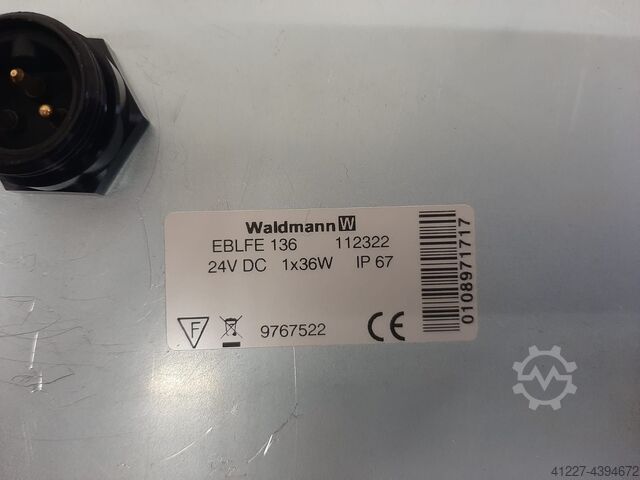 Waldmann W
EBLFE 136 112322
24V DC 1x36W IP 67
F 9767522 CE
0108971717
41227-4394672